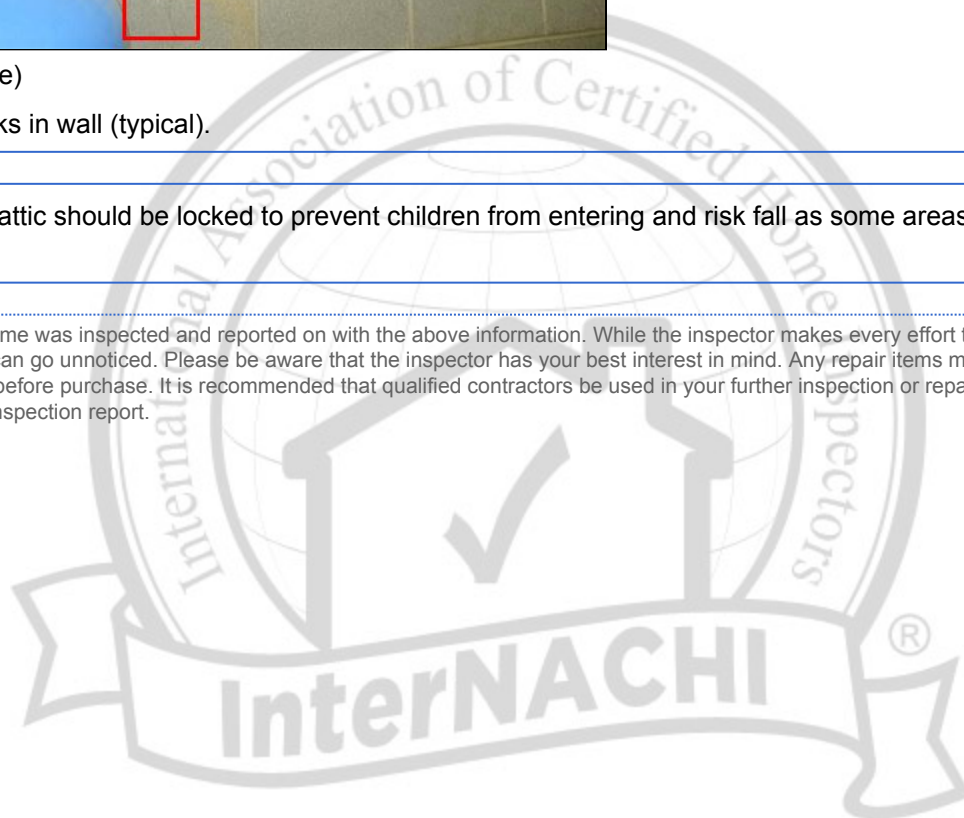 e)
ks in wall (typical).
attic should be locked to prevent children from entering and risk fall as some areas
me was inspected and reported on with the above information. While the inspector makes every effort t
can go unnoticed. Please be aware that the inspector has your best interest in mind. Any repair items m
before purchase. It is recommended that qualified contractors be used in your further inspection or repa
nspection report.
International Association of Certified Home Inspectors
InterNACHI
®